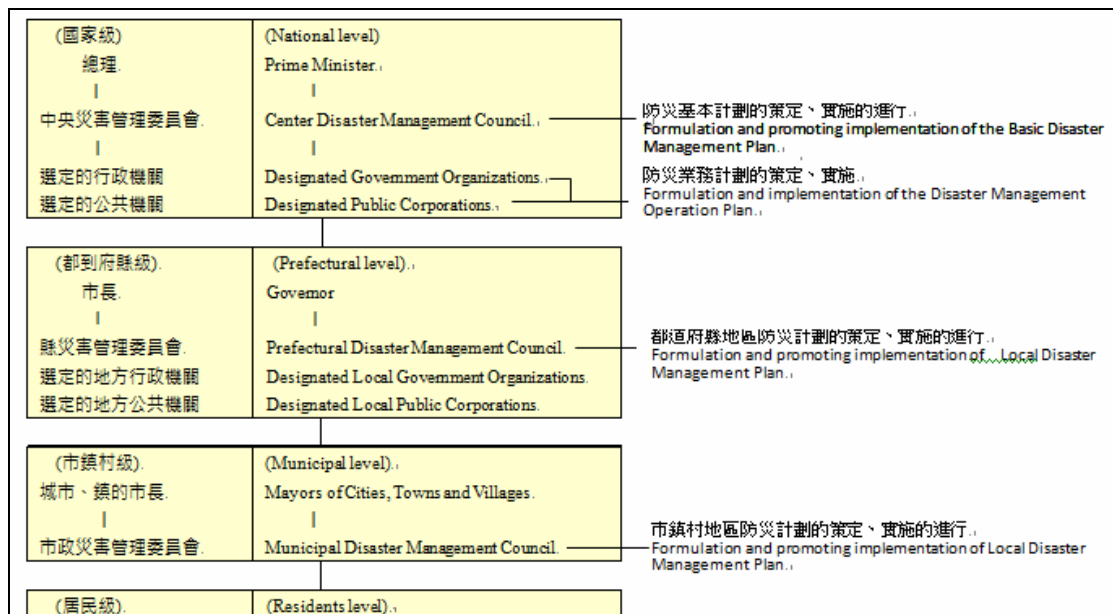 (國家級) (National level)
總理. Prime Minister.
中央災害管理委員會. Center Disaster Management Council.
防災基本計劃的策定、實施的進行.
Formulation and promoting implementation of the Basic Disaster
Management Plan.
選定的行政機關 Designated Government Organizations.
選定的公共機關 Designated Public Corporations.
防災業務計劃的策定、實施.
Formulation and implementation of the Disaster Management
Operation Plan.
(都到府縣級). (Prefectural level).
市長. Governor
縣災害管理委員會. Prefectural Disaster Management Council.
選定的地方行政機關 Designated Local Government Organizations.
選定的地方公共機關 Designated Local Public Corporations.
都道府縣地區防災計劃的策定、實施的進行.
Formulation and promoting implementation of Local Disaster
Management Plan.
(市鎮村級). (Municipal level).
城市、鎮的市長. Mayors of Cities, Towns and Villages.
市政災害管理委員會. Municipal Disaster Management Council.
市鎮村地區防災計劃的策定、實施的進行.
Formulation and promoting implementation of Local Disaster
Management Plan.
(居民級). (Residents level).